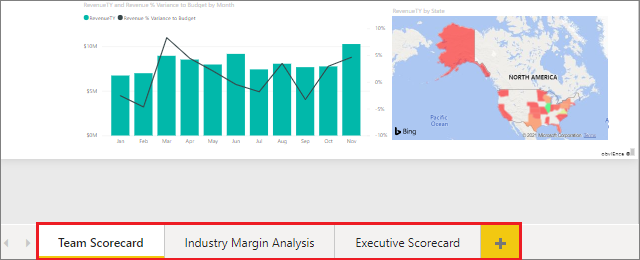 RevenueTY and Revenue % Variance to Budget by Month
RevenueTY Revenue % Variance to Budget
$10M
$5M
$0M
10%
5%
0%
-5%
-10%
Jan Feb Mar Apr May Jun Jul Aug Sep Oct Nov
RevenueTY by State
NORTH AMERICA
Pacific
Ocean
Bing
© 2021 Microsoft Corporation Terms
obviEnce
Team Scorecard Industry Margin Analysis Executive Scorecard +